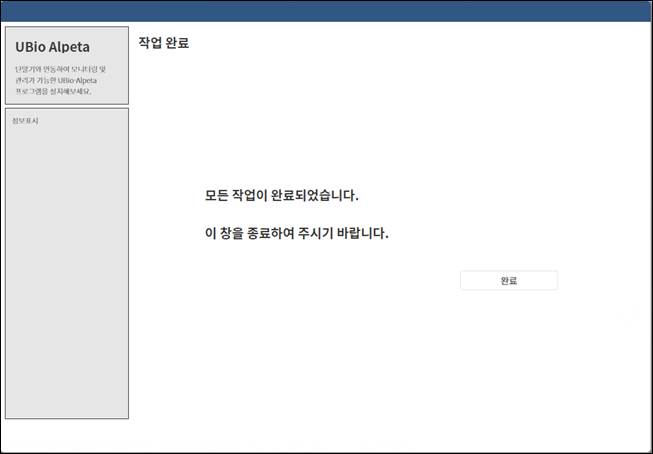 UBio Alpeta
단말기와 연동하여 모니터링 및
관리가 가능한 UBio-Alpeta
프로그램을 설치해보세요.
정보표시
작업 완료
모든 작업이 완료되었습니다.
이 창을 종료하여 주시기 바랍니다.
완료